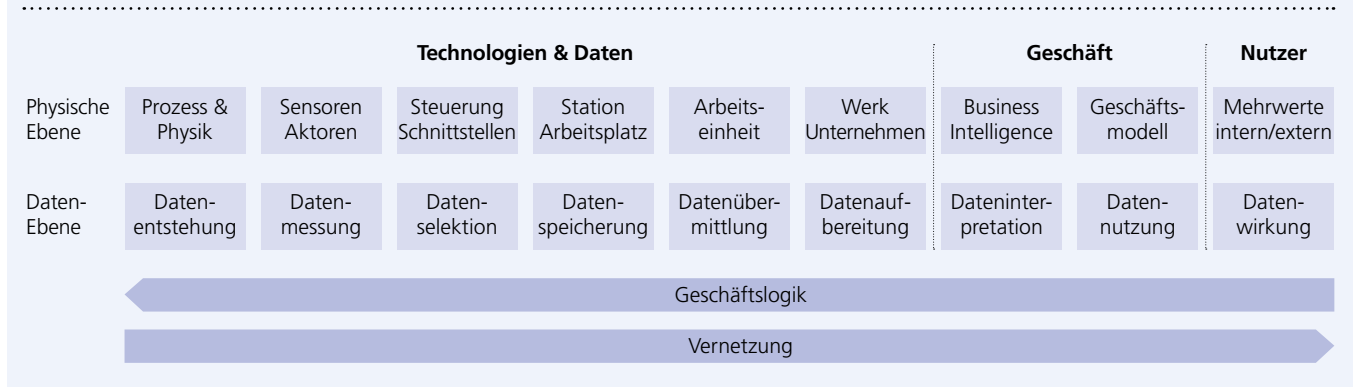 Technologien & Daten
Geschäft
Nutzer
Physische
Ebene
Prozess &
Physik
Sensoren
Aktoren
Steuerung
Schnittstellen
Station
Arbeitsplatz
Arbeits-
einheit
Werk
Unternehmen
Business
Intelligence
Geschäfts-
modell
Mehrwerte
intern/extern
Daten-
Ebene
Daten-
entstehung
Daten-
messung
Daten-
selektion
Daten-
speicherung
Datenüber-
mittlung
Datenauf-
bereitung
Dateninter-
pretation
Daten-
nutzung
Daten-
wirkung
Geschäftslogik
Vernetzung